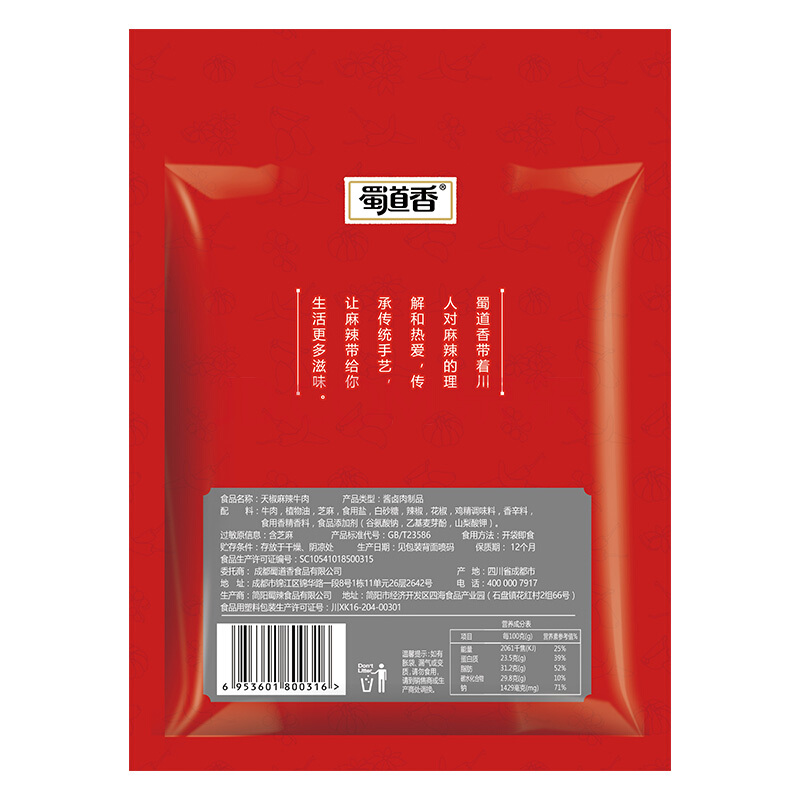 蜀道香®
蜀道香带着川
人对麻辣的理
解和热爱，传
承传统手艺，
让麻辣带给你
生活更多滋味。
食品名称：天椒麻辣牛肉 产品类型：酱卤肉制品
配 料：牛肉，植物油，芝麻，食用盐，白砂糖，辣椒，花椒，鸡精调味料，香辛料，
食用香精香料，食品添加剂（谷氨酸钠，乙基麦芽酚，山梨酸钾）。
过敏原信息：含芝麻 产品标准代号：GB/T23586 食用方法：开袋即食
贮存条件：存放于干燥、阴凉处 生产日期：见包装背面喷码 保质期：12个月
食品生产许可证编号：SC10541018500315
委托商：成都蜀道香食品有限公司 产 地：四川省成都市
地 址：成都市锦江区锦华路一段8号1栋11单元26层2642号 电 话：400 000 7917
生产商：简阳蜀辣食品有限公司 地址：简阳市经济开发区四海食品产业园（石盘镇花红村2组66号）
食品用塑料包装生产许可证号：川XK16-204-00301
6 953601 800316 >
Don't
Litter
温馨提示：如有
胀袋、漏气或变
质，请勿食用，
请到销售商或生
产商处调换。
营养成分表
项目 每100克(g) 营养素参考值%
能量 2061千焦(KJ) 25%
蛋白质 23.5克(g) 39%
脂肪 31.2克(g) 52%
碳水化合物 29.8克(g) 10%
钠 1429毫克(mg) 71%